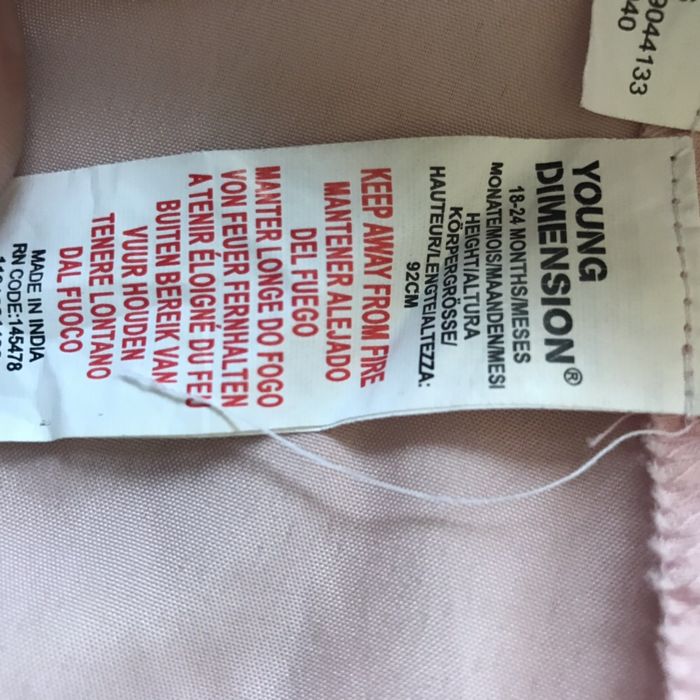 YOUNG
DIMENSION®
18-24 MONTHS/MESES
MONATE/MOIS/MAANDEN/MESI
HEIGHT/ALTURA
KÖRPERGRÖSSE/
HAUTEUR/LENGTE/ALTEZZA:
92CM
KEEP AWAY FROM FIRE
MANTENER ALEJADO
DEL FUEGO
MANTER LONGE DO FOGO
VON FEUER FERNHALTEN
A TENIR ÉLOIGNÉ DU FEU
BUITEN BEREIK VAN
VUUR HOUDEN
TENERE LONTANO
DAL FUOCO
MADE IN INDIA
RN CODE:145478
9044133
040